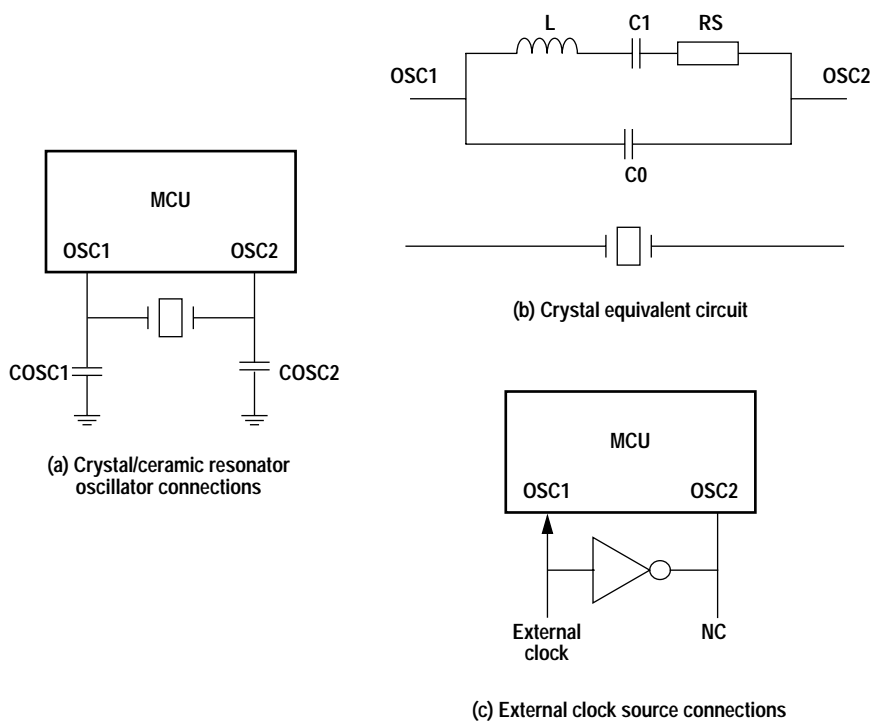 L
C1
RS
OSC1
OSC2
C0
(b) Crystal equivalent circuit
MCU
OSC1
OSC2
COSC1
COSC2
(a) Crystal/ceramic resonator
oscillator connections
MCU
OSC1
OSC2
External
clock
NC
(c) External clock source connections